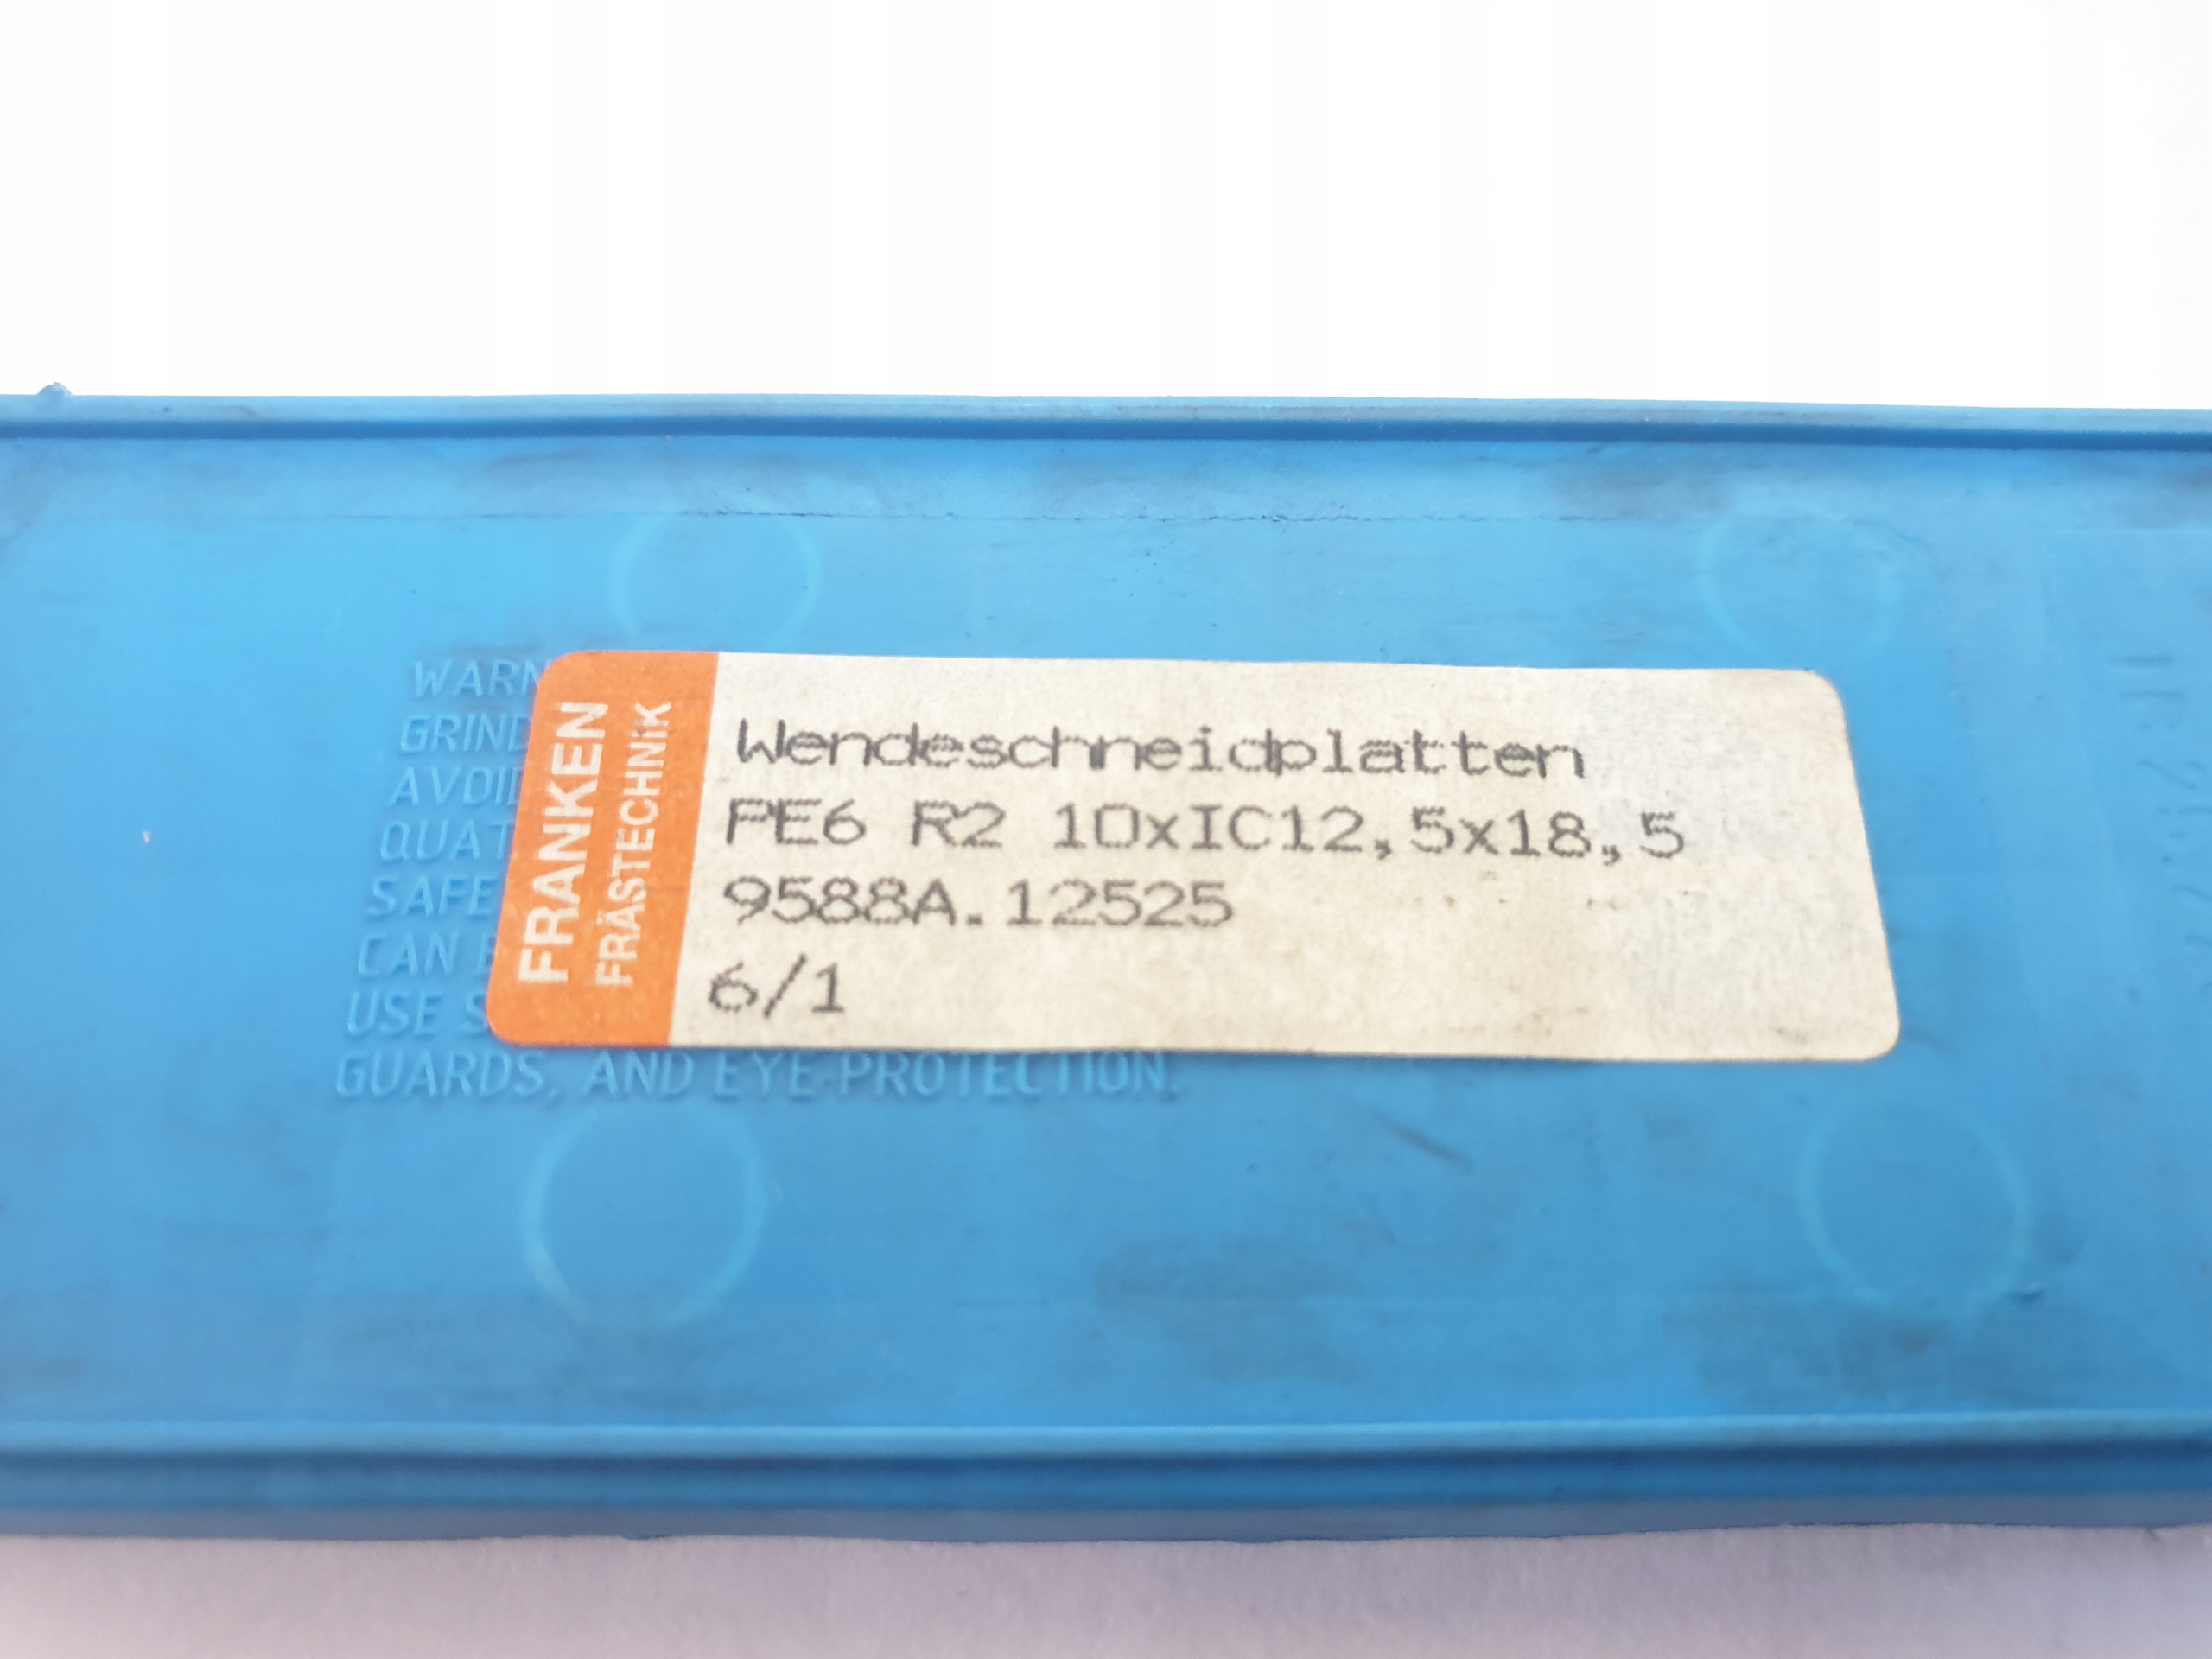 WARN
GRIND
AVOID
QUAT
SAFE
CAN
USE S
GUARDS, AND EYE PROTECTION.
FRANKEN
FRÄSTECHNIK
Wendeschneidplatten
PE6 R2 10xIC12,5x18,5
9588A.12525
6/1